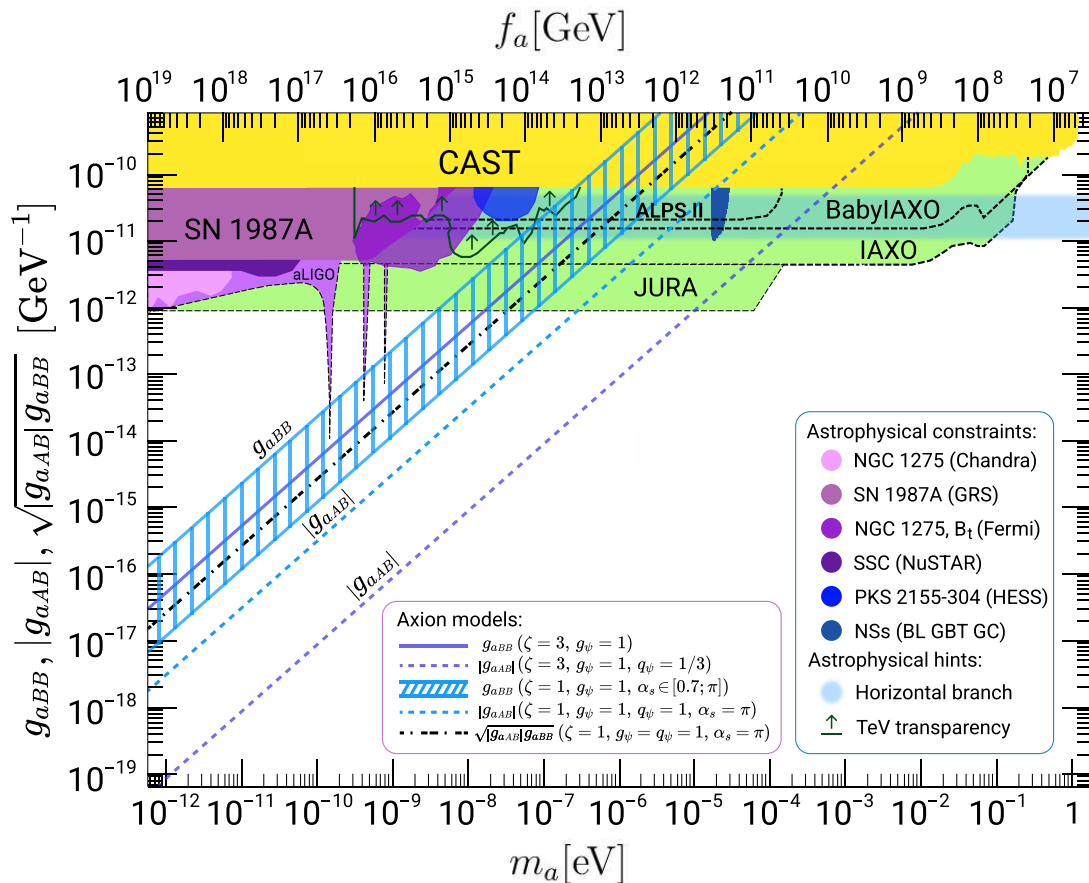 f_a[GeV]
10^19 10^18 10^17 10^16 10^15 10^14 10^13 10^12 10^11 10^10 10^9 10^8 10^7
g_aBB, |g_aAB|, √|g_aAB|g_aBB [GeV^−1]
10^−10
10^−11
10^−12
10^−13
10^−14
10^−15
10^−16
10^−17
10^−18
10^−19
CAST
SN 1987A
ALPS II
BabyIAXO
IAXO
aLIGO
JURA
g_aBB
|g_aAB|
|g_aAB|
Astrophysical constraints:
NGC 1275 (Chandra)
SN 1987A (GRS)
NGC 1275, B_t (Fermi)
SSC (NuSTAR)
PKS 2155-304 (HESS)
NSs (BL GBT GC)
Astrophysical hints:
Horizontal branch
TeV transparency
Axion models:
g_aBB (ζ = 3, g_ψ = 1)
|g_aAB| (ζ = 3, g_ψ = 1, q_ψ = 1/3)
g_aBB (ζ = 1, g_ψ = 1, α_s ∈ [0.7; π])
|g_aAB| (ζ = 1, g_ψ = 1, q_ψ = 1, α_s = π)
√|g_aAB|g_aBB (ζ = 1, g_ψ = q_ψ = 1, α_s = π)
10^−12 10^−11 10^−10 10^−9 10^−8 10^−7 10^−6 10^−5 10^−4 10^−3 10^−2 10^−1 1
m_a[eV]